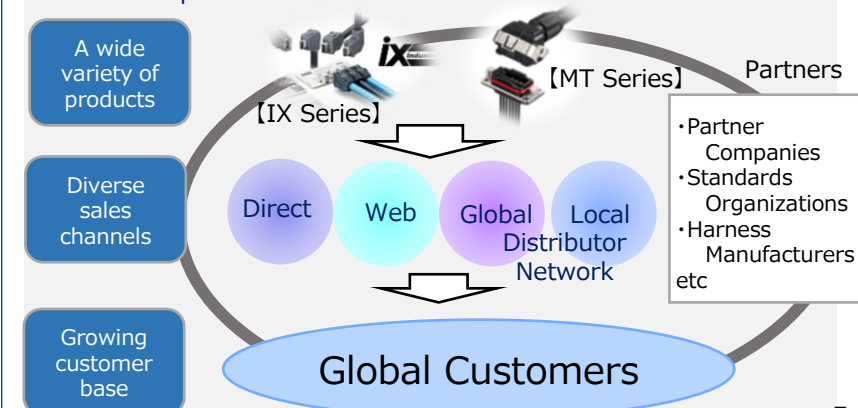 A wide
variety of
products
ix
【IX Series】
【MT Series】
Partners
・Partner
Companies
・Standards
Organizations
・Harness
Manufacturers
etc
Diverse
sales
channels
Direct
Web
Global
Local
Distributor
Network
Growing
customer
base
Global Customers